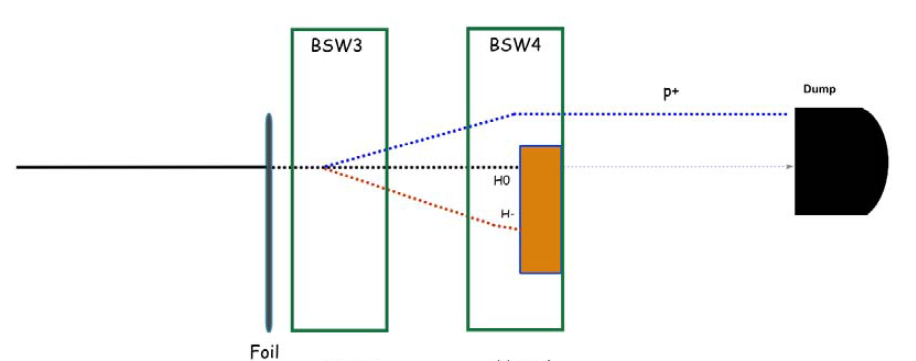 BSW3
BSW4
p+
Dump
H0
H-
Foil